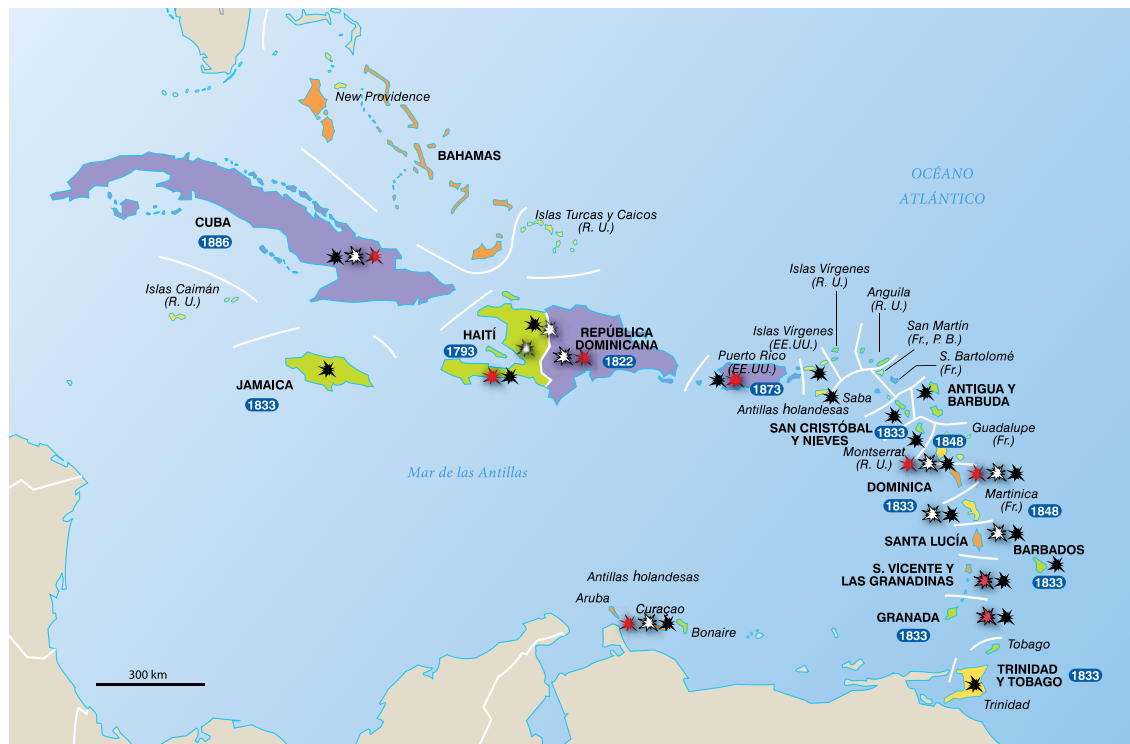 New Providence
BAHAMAS
OCÉANO
ATLÁNTICO
CUBA
1886
Islas Turcas y Caicos
(R. U.)
Islas Caimán
(R. U.)
Islas Vírgenes
(R. U.)
Anguila
(R. U.)
San Martín
(Fr., P. B.)
S. Bartolomé
(Fr.)
Islas Vírgenes
(EE.UU.)
HAITÍ
1793
REPÚBLICA
DOMINICANA
1822
Puerto Rico
(EE.UU.)
1873
JAMAICA
1833
Saba
Antillas holandesas
ANTIGUA Y
BARBUDA
SAN CRISTÓBAL
Y NIEVES
1833
1848
Guadalupe
(Fr.)
Montserrat
(R. U.)
Mar de las Antillas
DOMINICA
1833
Martinica
(Fr.)
1848
SANTA LUCÍA
BARBADOS
1833
S. VICENTE Y
LAS GRANADINAS
Antillas holandesas
Aruba
Curaçao
Bonaire
GRANADA
1833
Tobago
TRINIDAD
Y TOBAGO
1833
Trinidad
300 km